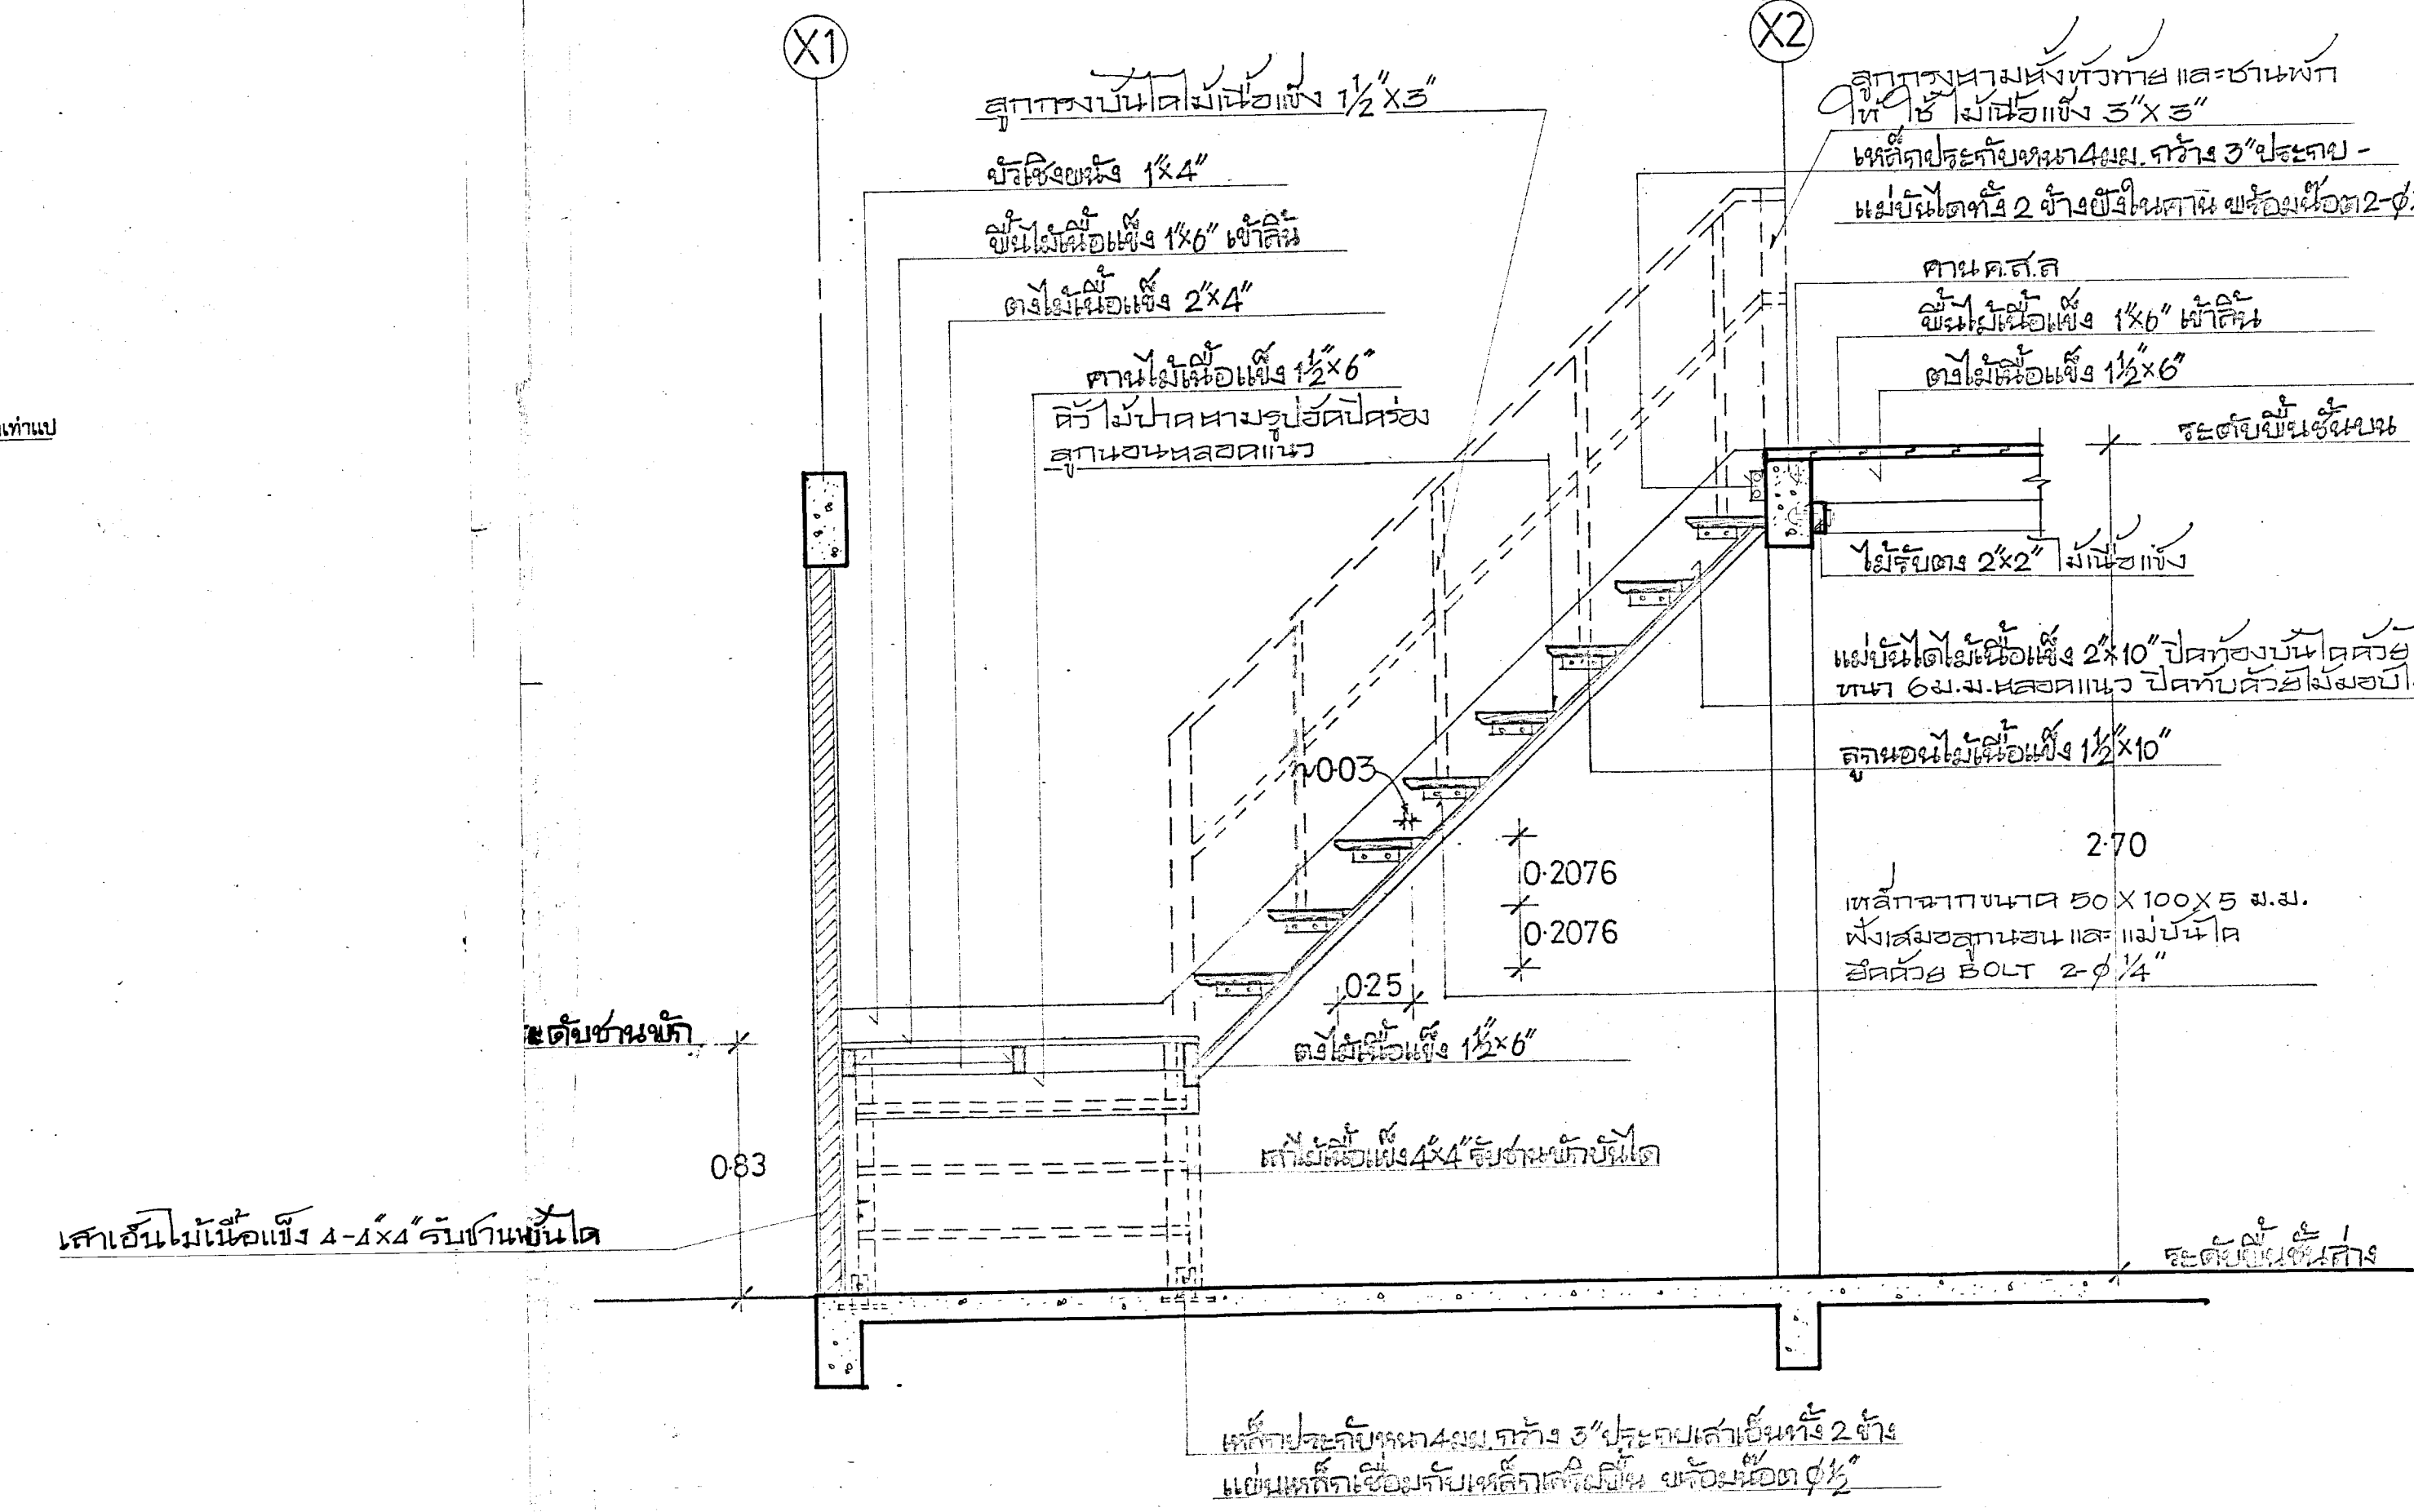 X1
X2
ลูกกรงบันไดไม้เนื้อแข็ง 1½"X3"
บัวเชิงผนัง 1"x4"
พื้นไม้เนื้อแข็ง 1"x6" เข้าลิ้น
ตงไม้เนื้อแข็ง 2"x4"
คานไม้เนื้อแข็ง 1½"x6"
คิ้วไม้ปาดตามรูปอัดปิดร่อง
ลูกนอนตลอดแนว
ลูกกรงตามตั้งหัวท้าย และชานพัก
ให้ ใช้ ไม้เนื้อแข็ง 3"X3"
เหล็กประกับหนา 4มม. กว้าง 3" ประกบ -
แม่บันไดทั้ง 2 ข้างฝังในคาน พร้อมน๊อต 2-ϕ
คาน ค.ส.ล
พื้นไม้เนื้อแข็ง 1"x6" เข้าลิ้น
ตงไม้เนื้อแข็ง 1½"x6"
เท่าแป
ระดับพื้นชั้นบน
ไม้รับตง 2"x2" ไม้เนื้อแข็ง
แม่บันไดไม้เนื้อแข็ง 2"x10" ปิดท้องบันไดด้วย
หนา 6 ม.ม. ตลอดแนว ปิดทับด้วยไม้มอบ
ลูกนอนไม้เนื้อแข็ง 1½"x10"
~0.03
2.70
0.2076
0.2076
เหล็กฉากขนาด 50 X 100 X 5 ม.ม.
ฝังเสมอลูกนอน และ แม่บันได
ยึดด้วย BOLT 2-ϕ ¼"
0.25
ระดับชานพัก
ตงไม้เนื้อแข็ง 1½"x6"
0.83
เสาไม้เนื้อแข็ง 4"x4" รับชานพักบันได
เสาเอ็นไม้เนื้อแข็ง 4-4"x4" รับชานบันได
ระดับพื้นชั้นล่าง
เหล็กประกับหนา 4มม. กว้าง 3" ประกบเสาเอ็นทั้ง 2 ข้าง
แผ่นเหล็กเชื่อมกับเหล็กเสริมพื้น พร้อมน๊อต ϕ½"